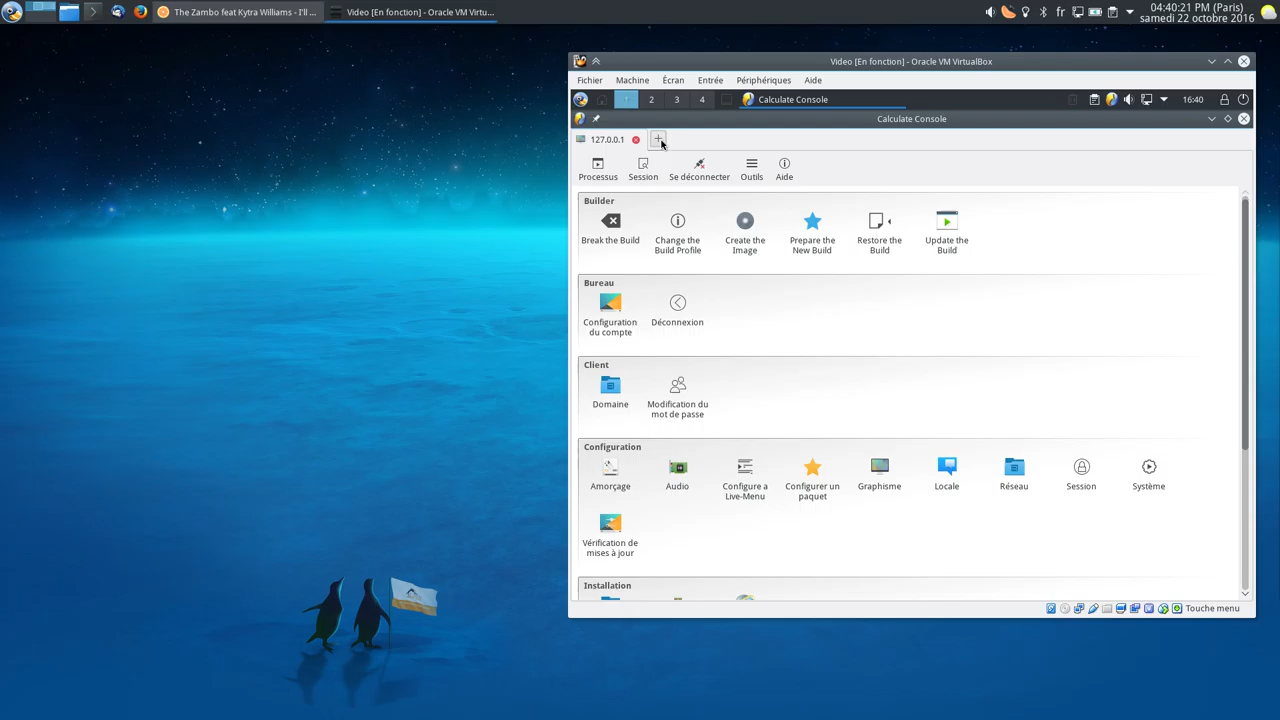 The Zambo feat Kytra Williams - I'll ...
Video [En fonction] - Oracle VM Virtu...
fr
04:40:21 PM (Paris)
samedi 22 octobre 2016
Video [En fonction] - Oracle VM VirtualBox
Fichier Machine Écran Entrée Périphériques Aide
1 2 3 4 Calculate Console 16:40
Calculate Console
127.0.0.1
Processus Session Se déconnecter Outils Aide
Builder
Break the Build Change the Create the Prepare the Restore the Update the
Build Profile Image New Build Build Build
Bureau
Configuration Déconnexion
du compte
Client
Domaine Modification du
mot de passe
Configuration
Amorçage Audio Configure a Configurer un Graphisme Locale Réseau Session Système
Live-Menu paquet
Vérification de
mises à jour
Installation
Touche menu